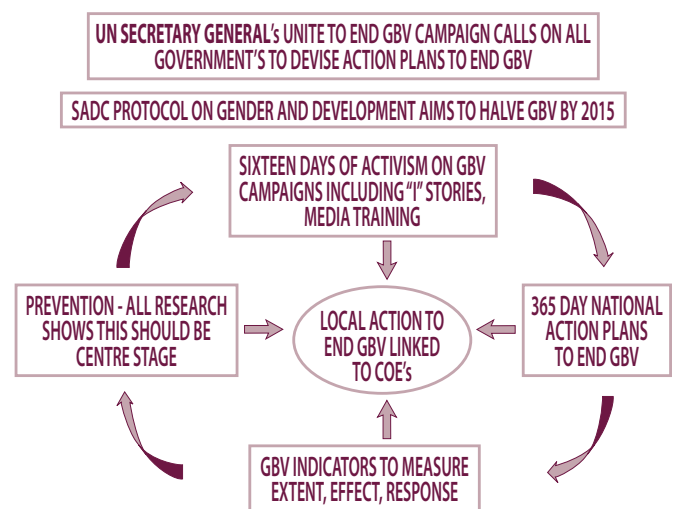 UN SECRETARY GENERAL's UNITE TO END GBV CAMPAIGN CALLS ON ALL
GOVERNMENT'S TO DEVISE ACTION PLANS TO END GBV
SADC PROTOCOL ON GENDER AND DEVELOPMENT AIMS TO HALVE GBV BY 2015
SIXTEEN DAYS OF ACTIVISM ON GBV
CAMPAIGNS INCLUDING "I" STORIES,
MEDIA TRAINING
PREVENTION - ALL RESEARCH
SHOWS THIS SHOULD BE
CENTRE STAGE
LOCAL ACTION TO
END GBV LINKED
TO COE's
365 DAY NATIONAL
ACTION PLANS
TO END GBV
GBV INDICATORS TO MEASURE
EXTENT, EFFECT, RESPONSE